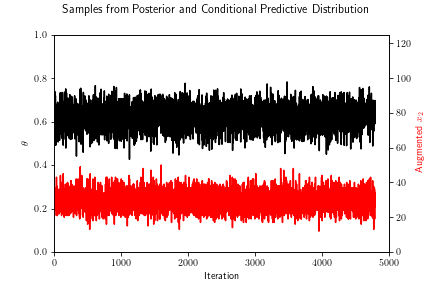 Samples from Posterior and Conditional Predictive Distribution
1.0
0.8
0.6
0.4
0.2
0.0
θ
120
100
80
60
40
20
0
Augmented x₂
0 1000 2000 3000 4000 5000
Iteration